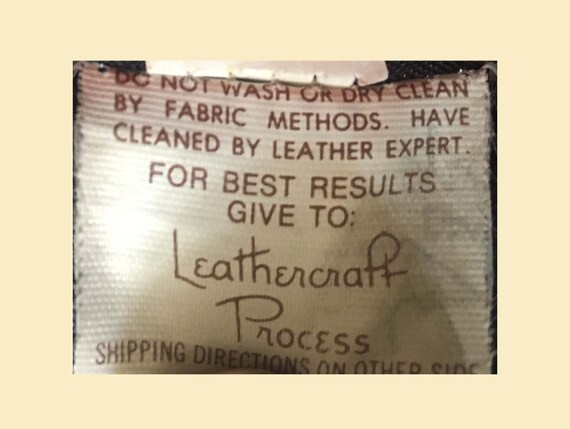 DO NOT WASH OR DRY CLEAN
BY FABRIC METHODS. HAVE
CLEANED BY LEATHER EXPERT.
FOR BEST RESULTS
GIVE TO:
Leathercraft
Process
SHIPPING DIRECTIONS ON OTHER SIDE